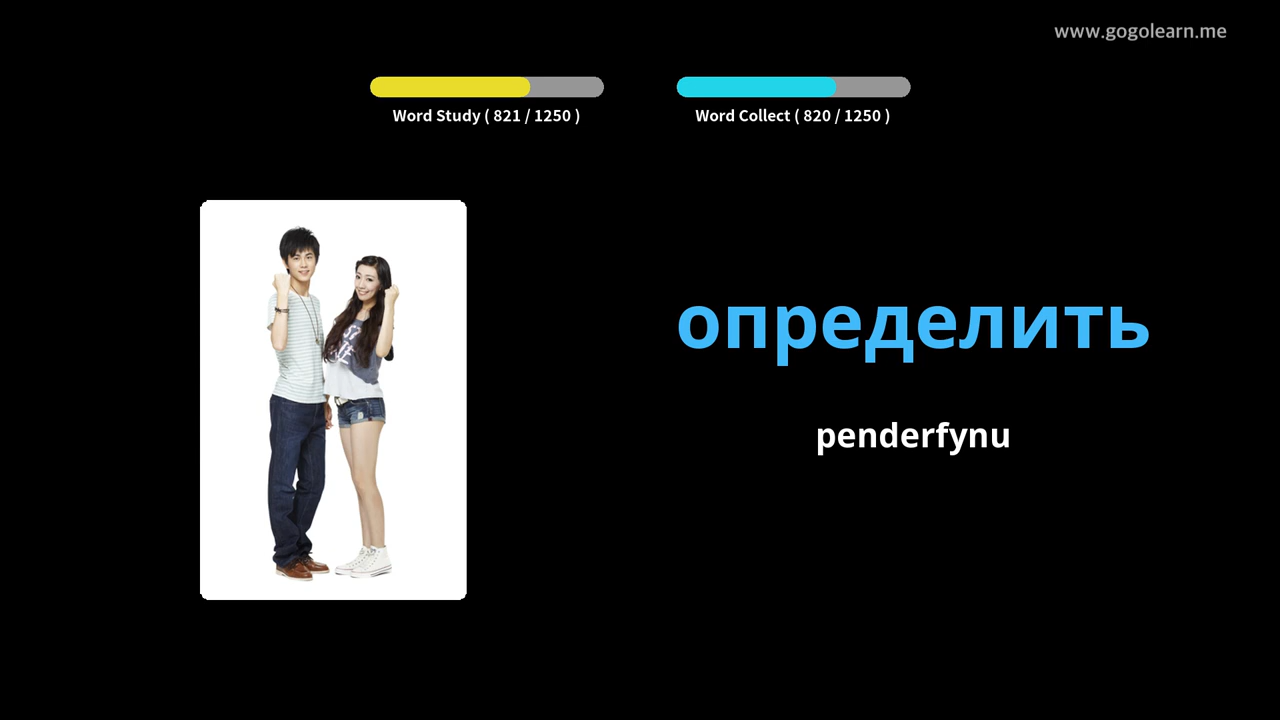 www.gogolearn.me
Word Study ( 821 / 1250 )
Word Collect ( 820 / 1250 )
определить
penderfynu